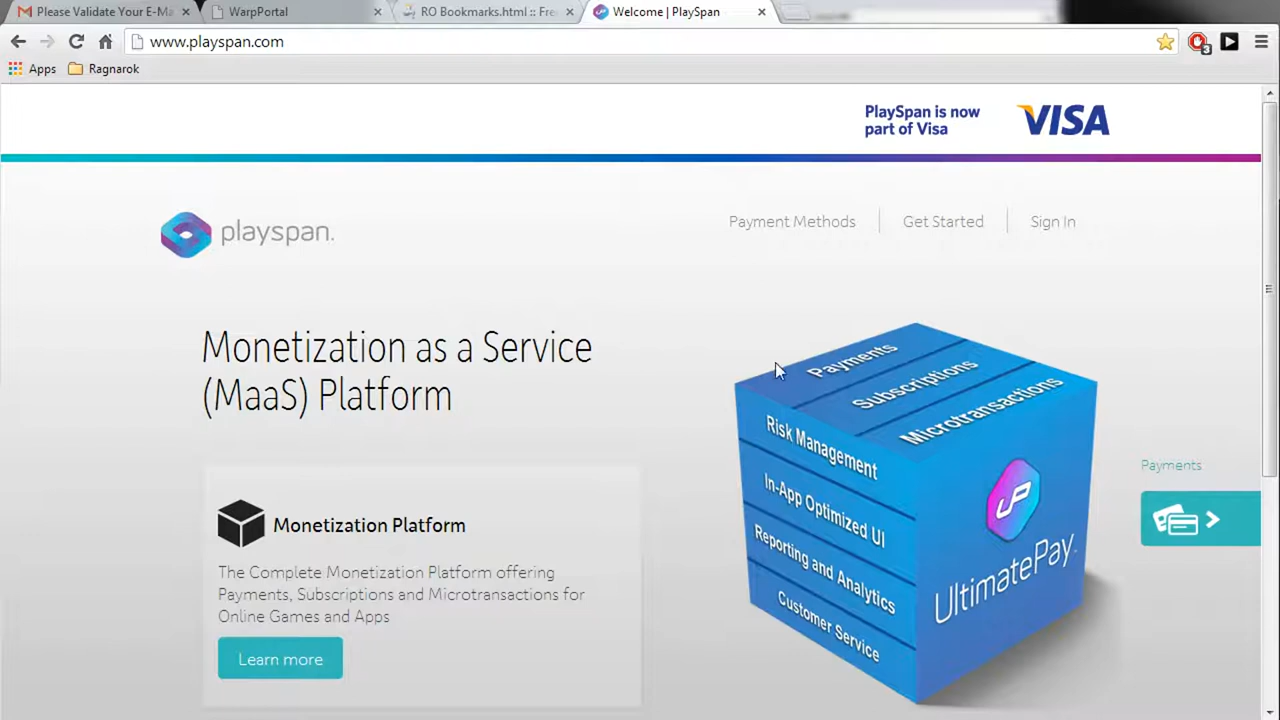 Please Validate Your E-Ma
WarpPortal
RO Bookmarks.html :: Fre
Welcome | PlaySpan
www.playspan.com
3
Apps
Ragnarok
PlaySpan is now
part of Visa
VISA
playspan.
Payment Methods
Get Started
Sign In
Monetization as a Service
(MaaS) Platform
Payments
Subscriptions
Microtransactions
Risk Management
In-App Optimized UI
Reporting and Analytics
Customer Service
UP
UltimatePay
Payments
Monetization Platform
The Complete Monetization Platform offering
Payments, Subscriptions and Microtransactions for
Online Games and Apps
Learn more